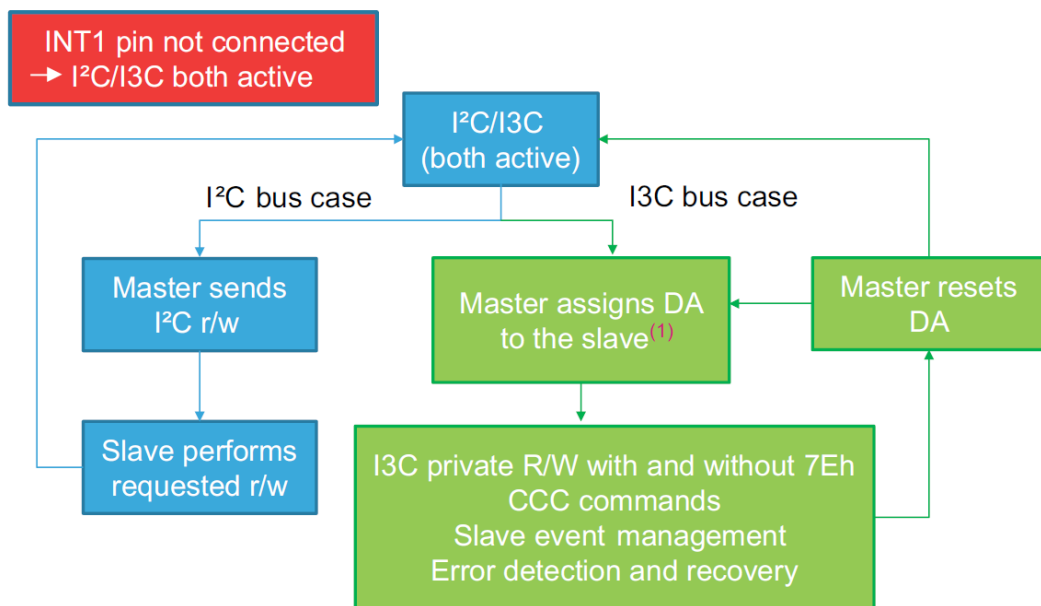 INT1 pin not connected
→ I²C/I3C both active
I²C/I3C
(both active)
I²C bus case
I3C bus case
Master sends
I²C r/w
Master assigns DA
to the slave(1)
Master resets
DA
Slave performs
requested r/w
I3C private R/W with and without 7Eh
CCC commands
Slave event management
Error detection and recovery